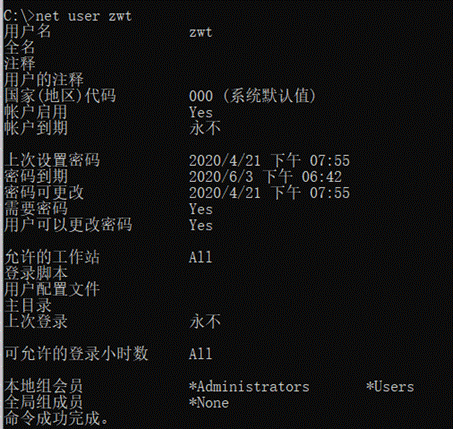 C:\>net user zwt
用户名 zwt
全名
注释
用户的注释
国家(地区)代码 000 (系统默认值)
帐户启用 Yes
帐户到期 永不
上次设置密码 2020/4/21 下午 07:55
密码到期 2020/6/3 下午 06:42
密码可更改 2020/4/21 下午 07:55
需要密码 Yes
用户可以更改密码 Yes
允许的工作站 All
登录脚本
用户配置文件
主目录
上次登录 永不
可允许的登录小时数 All
本地组会员 *Administrators *Users
全局组成员 *None
命令成功完成。